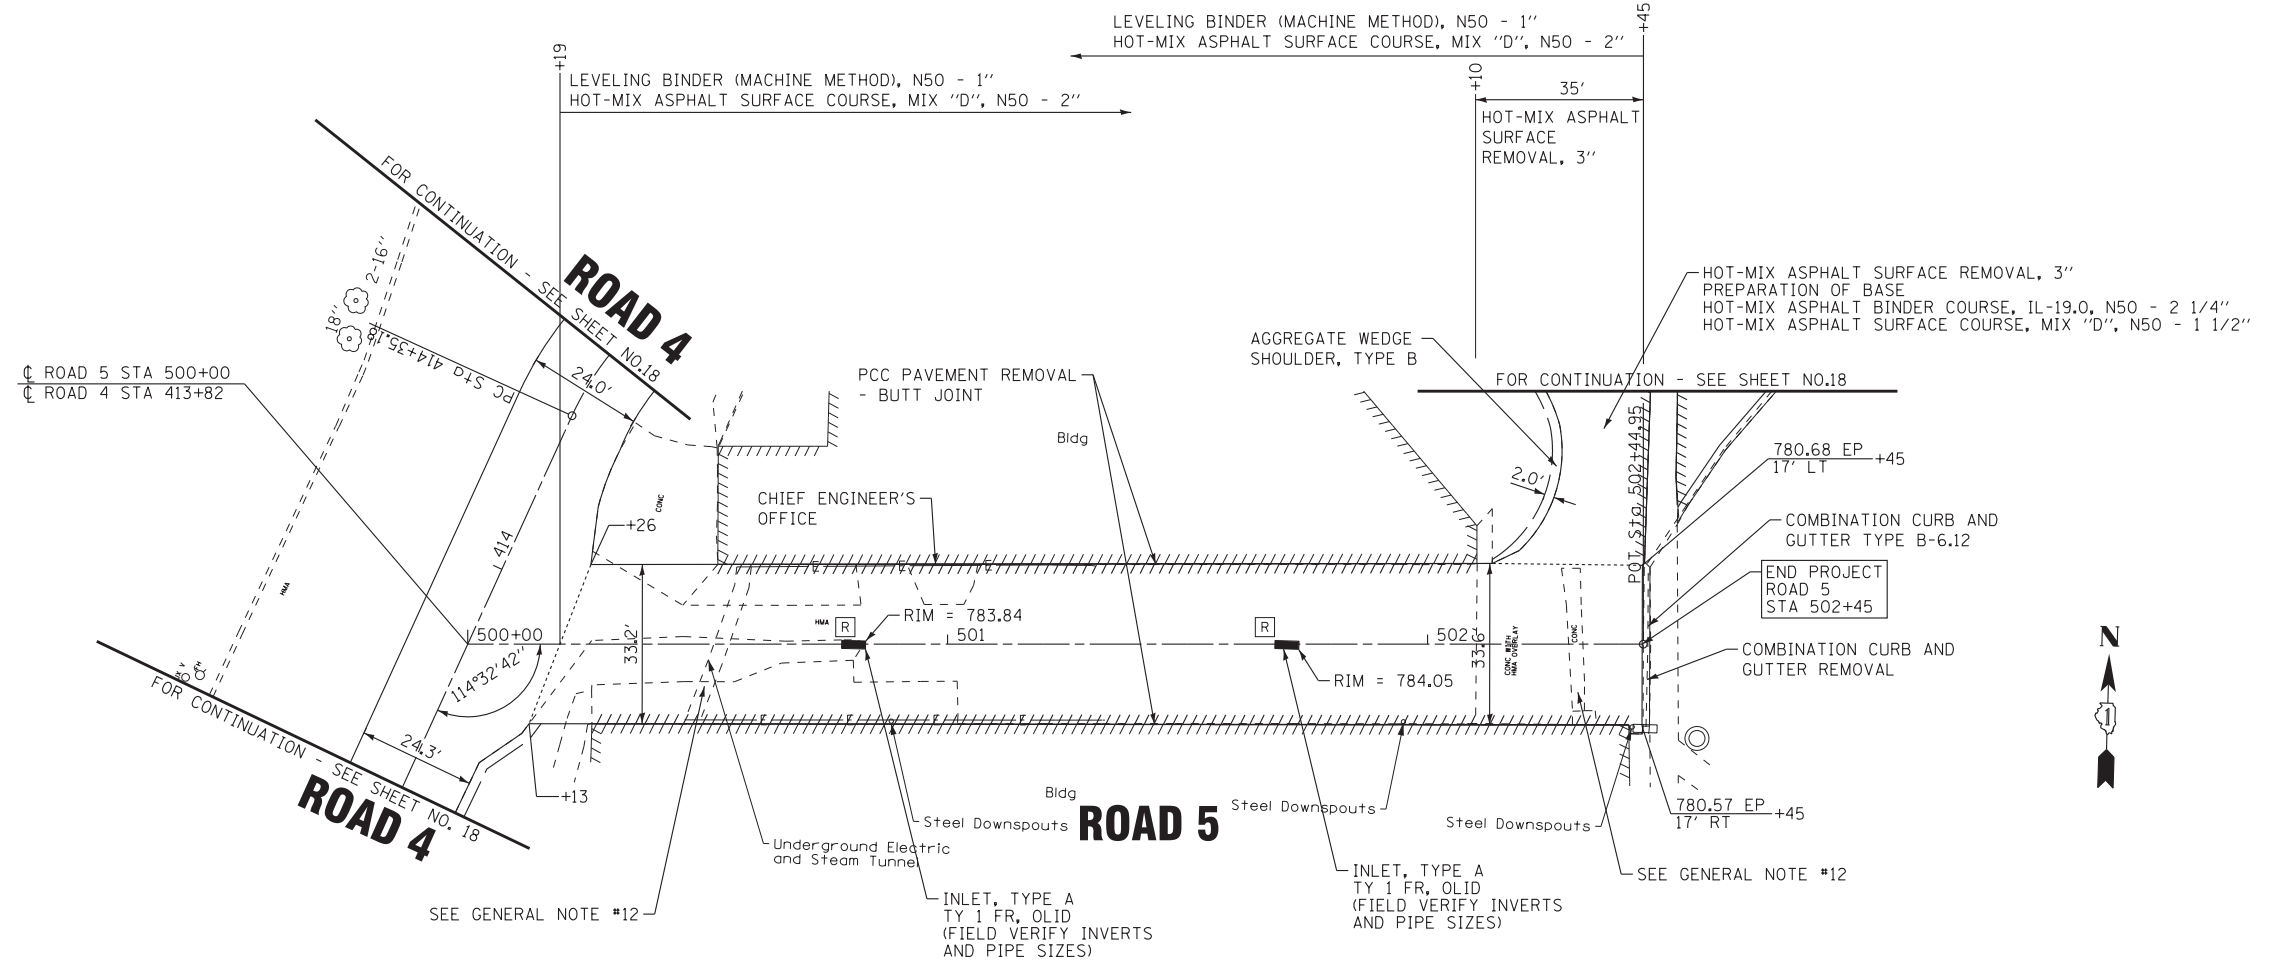 LEVELING BINDER (MACHINE METHOD), N50 - 1"
HOT-MIX ASPHALT SURFACE COURSE, MIX "D", N50 - 2"
+45
+19
LEVELING BINDER (MACHINE METHOD), N50 - 1"
HOT-MIX ASPHALT SURFACE COURSE, MIX "D", N50 - 2"
+10
35'
HOT-MIX ASPHALT
SURFACE
REMOVAL, 3"
FOR CONTINUATION - SEE SHEET NO.18
ROAD 4
2-16"
18"
PC Sta 414+35.18
24.0'
℄ ROAD 5 STA 500+00
℄ ROAD 4 STA 413+82
HOT-MIX ASPHALT SURFACE REMOVAL, 3"
PREPARATION OF BASE
HOT-MIX ASPHALT BINDER COURSE, IL-19.0, N50 - 2 1/4"
HOT-MIX ASPHALT SURFACE COURSE, MIX "D", N50 - 1 1/2"
AGGREGATE WEDGE
SHOULDER, TYPE B
PCC PAVEMENT REMOVAL
- BUTT JOINT
FOR CONTINUATION - SEE SHEET NO.18
Bldg
POT Sta 502+44.95
780.68 EP
17' LT
+45
2.0'
CHIEF ENGINEER'S
OFFICE
CONC
+26
414
HMA
COMBINATION CURB AND
GUTTER TYPE B-6.12
E
E
E
END PROJECT
ROAD 5
STA 502+45
RIM = 783.84
HMA
R
R
500+00
501
502
33.2'
33.6'
CONC WITH
HMA OVERLAY
CONC
114°32'42"
COMBINATION CURB AND
GUTTER REMOVAL
RIM = 784.05
N
1
FOR CONTINUATION - SEE SHEET NO. 18
ROAD 4
24.3'
E
E
E
E
+13
Bldg
ROAD 5
Steel Downspouts
Steel Downspouts
Steel Downspouts
780.57 EP
17' RT
+45
Underground Electric
and Steam Tunnel
SEE GENERAL NOTE #12
INLET, TYPE A
TY 1 FR, OLID
(FIELD VERIFY INVERTS
AND PIPE SIZES)
INLET, TYPE A
TY 1 FR, OLID
(FIELD VERIFY INVERTS
AND PIPE SIZES)
SEE GENERAL NOTE #12